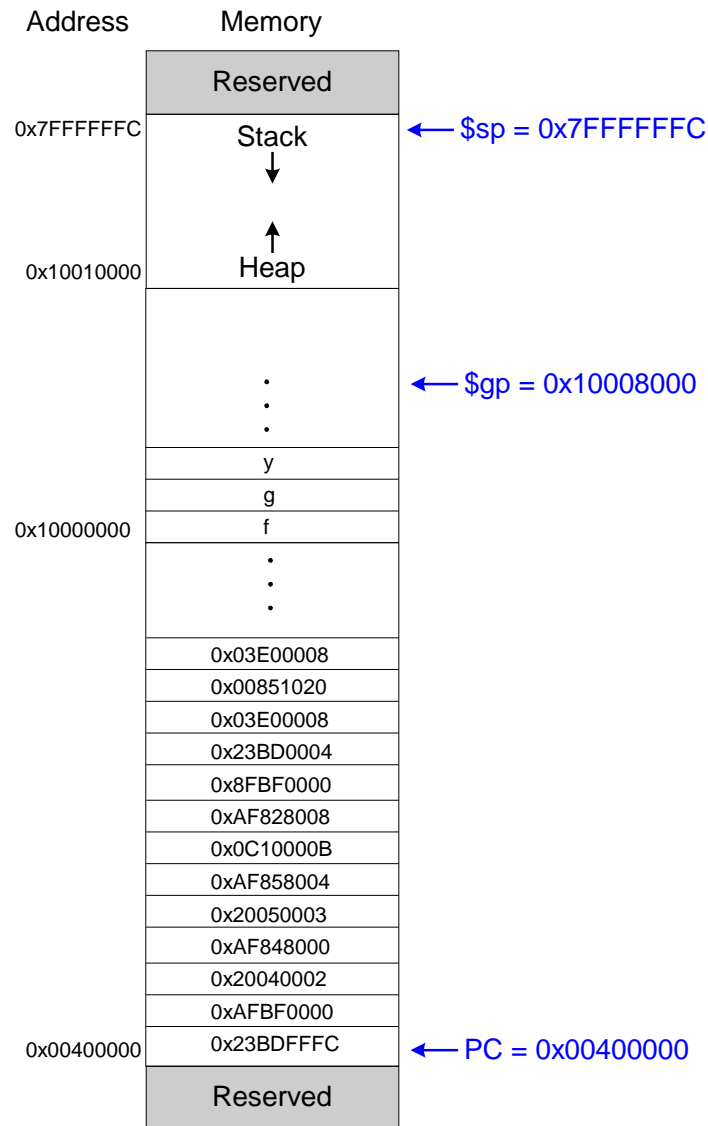 Address Memory
Reserved
0x7FFFFFFC Stack $sp = 0x7FFFFFFC
0x10010000 Heap
$gp = 0x10008000
y
g
0x10000000 f
0x03E00008
0x00851020
0x03E00008
0x23BD0004
0x8FBF0000
0xAF828008
0x0C10000B
0xAF858004
0x20050003
0xAF848000
0x20040002
0xAFBF0000
0x00400000 0x23BDFFFC PC = 0x00400000
Reserved